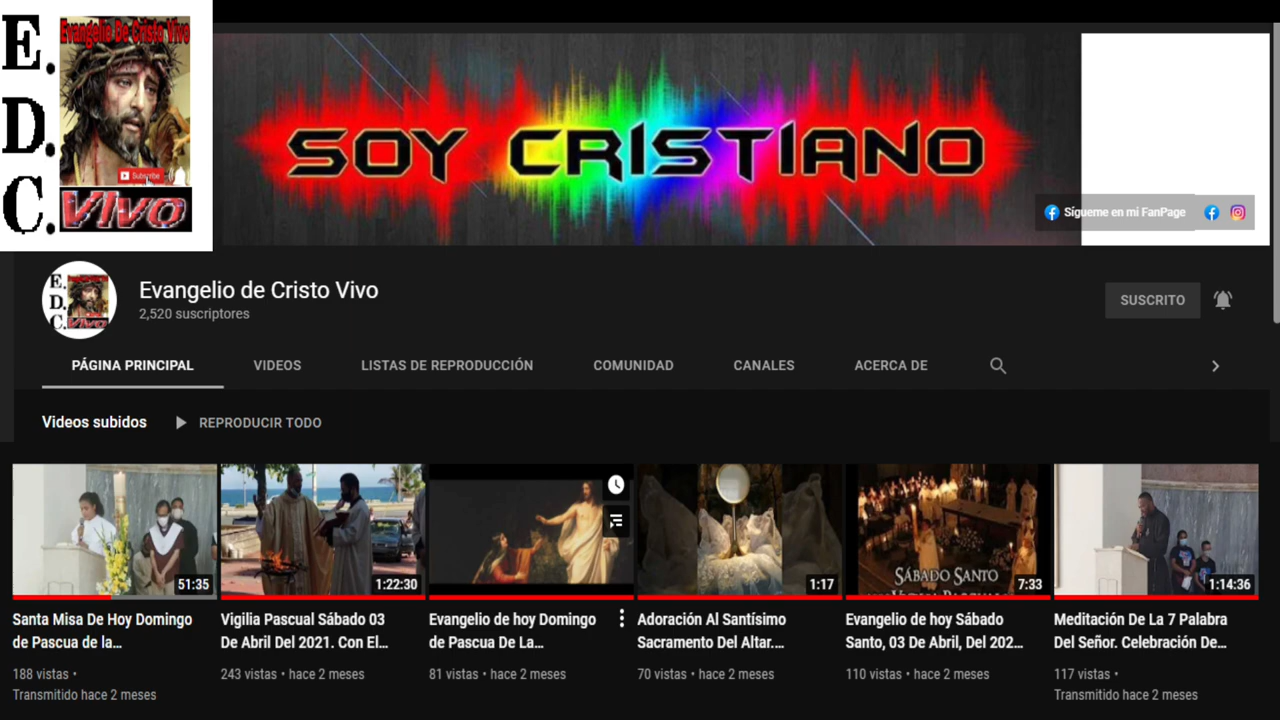 E.
D.
C.
Evangelio De Cristo Vivo
Subscribe
VIvo
SOY CRISTIANO
Sígueme en mi FanPage
Evangelio de Cristo Vivo
2,520 suscriptores
SUSCRITO
PÁGINA PRINCIPAL
VIDEOS
LISTAS DE REPRODUCCIÓN
COMUNIDAD
CANALES
ACERCA DE
Videos subidos
REPRODUCIR TODO
51:35
Santa Misa De Hoy Domingo
de Pascua de la...
188 vistas •
Transmitido hace 2 meses
1:22:30
Vigilia Pascual Sábado 03
De Abril Del 2021. Con El...
243 vistas • hace 2 meses
Evangelio de hoy Domingo
de Pascua De La...
81 vistas • hace 2 meses
1:17
Adoración Al Santísimo
Sacramento Del Altar....
70 vistas • hace 2 meses
SÁBADO SANTO
7:33
Evangelio de hoy Sábado
Santo, 03 De Abril, Del 202...
110 vistas • hace 2 meses
1:14:36
Meditación De La 7 Palabra
Del Señor. Celebración De...
117 vistas •
Transmitido hace 2 meses